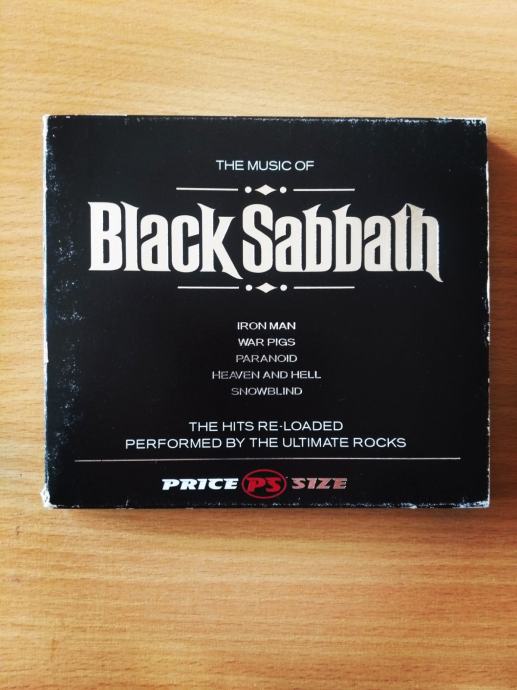 THE MUSIC OF
Black Sabbath
IRON MAN
WAR PIGS
PARANOID
HEAVEN AND HELL
SNOWBLIND
THE HITS RE-LOADED
PERFORMED BY THE ULTIMATE ROCKS
PRICE PS SIZE